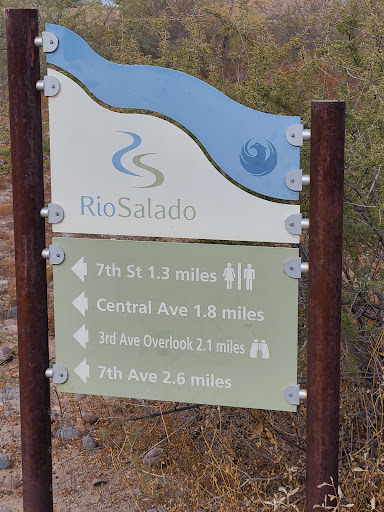 RioSalado
7th St 1.3 miles
Central Ave 1.8 miles
3rd Ave Overlook 2.1 miles
7th Ave 2.6 miles